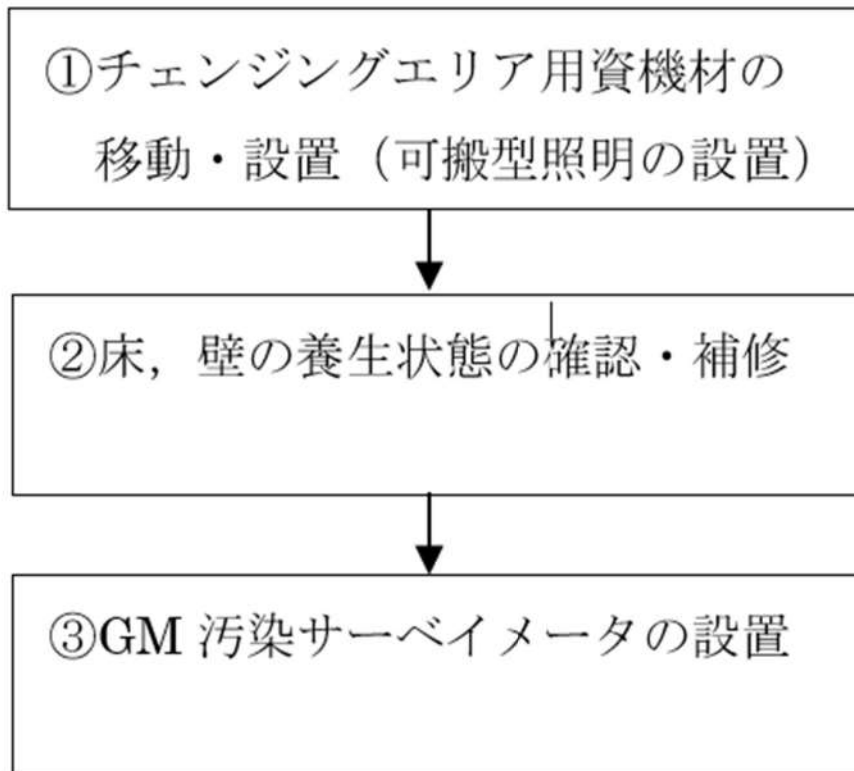 ①チェンジングエリア用資機材の
移動・設置（可搬型照明の設置）
②床，壁の養生状態の確認・補修
③GM 汚染サーベイメータの設置